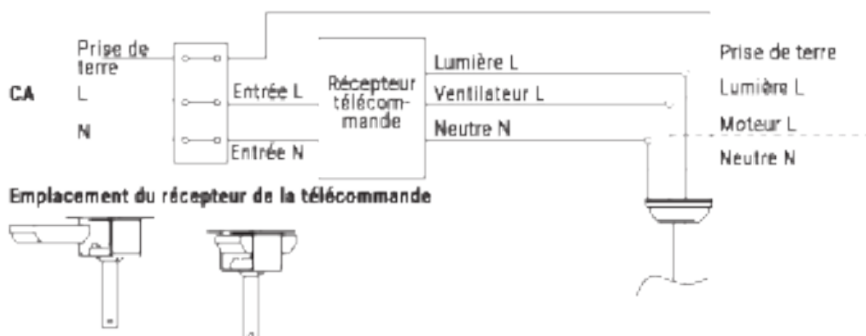 Prise de
terre
CA
L
N
Entrée L
Entrée N
Récepteur
télécom-
mande
Lumière L
Ventilateur L
Neutre N
Prise de terre
Lumière L
Moteur L
Neutre N
Emplacement du récepteur de la télécommande